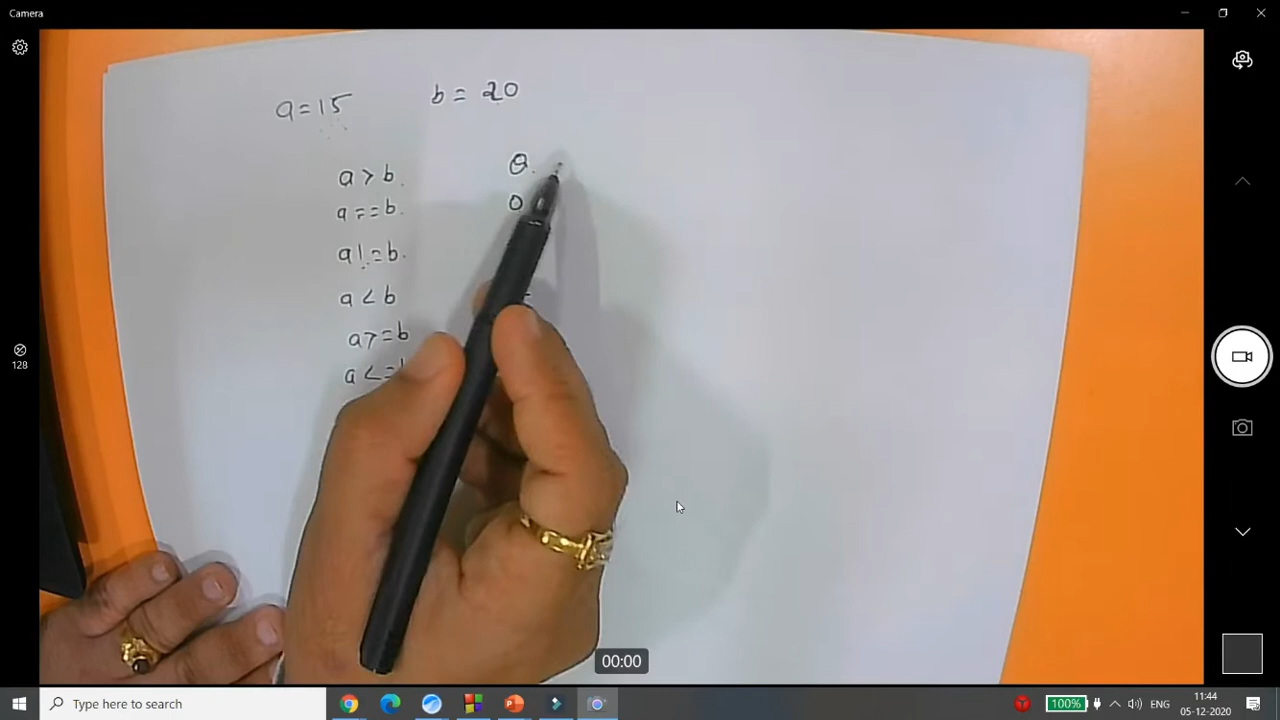 Camera
a=15 b = 20
a > b. 0.
a ==b. 0
a!=b.
a < b
a>=b
a<=
128
00:00
Type here to search
100% ENG 11:44
05-12-2020